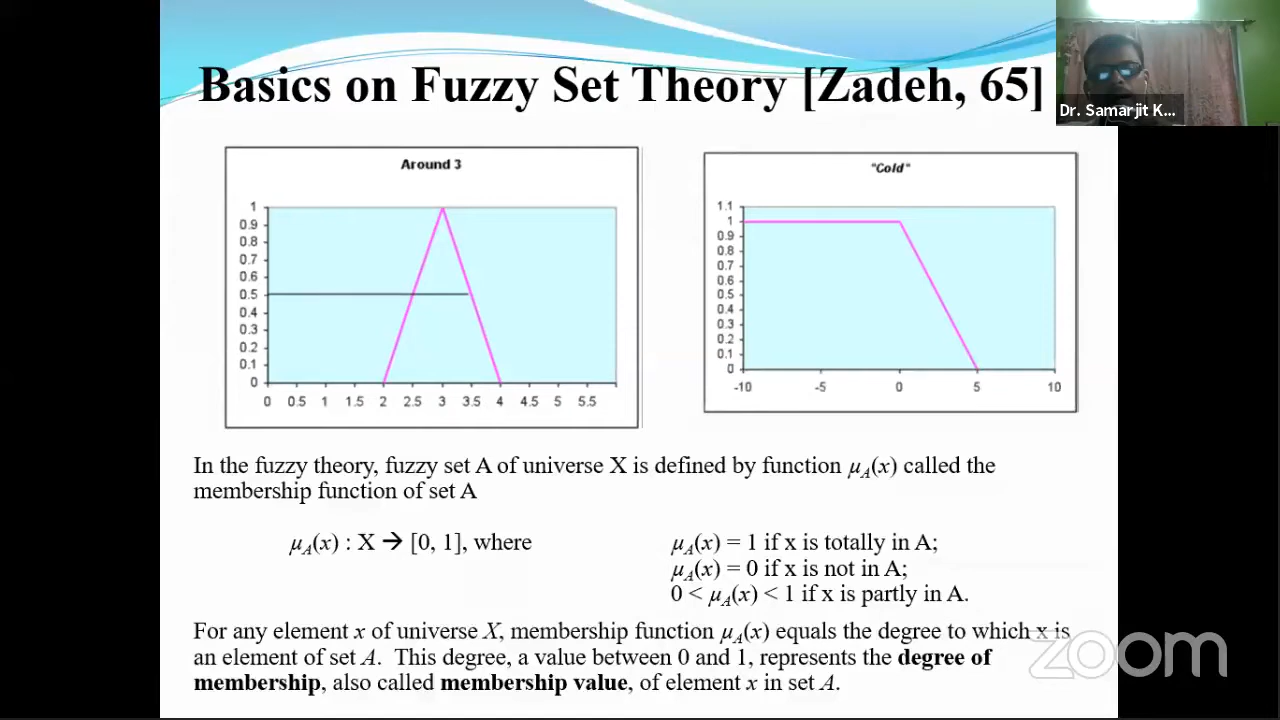 Basics on Fuzzy Set Theory [Zadeh, 65]
Dr. Samarjit K...
Around 3
1
0.9
0.8
0.7
0.6
0.5
0.4
0.3
0.2
0.1
0
0 0.5 1 1.5 2 2.5 3 3.5 4 4.5 5 5.5
"Cold"
1.1
1
0.9
0.8
0.7
0.6
0.5
0.4
0.3
0.2
0.1
0
-10 -5 0 5 10
In the fuzzy theory, fuzzy set A of universe X is defined by function μA(x) called the
membership function of set A
μA(x) : X → [0, 1], where
μA(x) = 1 if x is totally in A;
μA(x) = 0 if x is not in A;
0 < μA(x) < 1 if x is partly in A.
For any element x of universe X, membership function μA(x) equals the degree to which x is
an element of set A. This degree, a value between 0 and 1, represents the degree of
membership, also called membership value, of element x in set A.
zoom